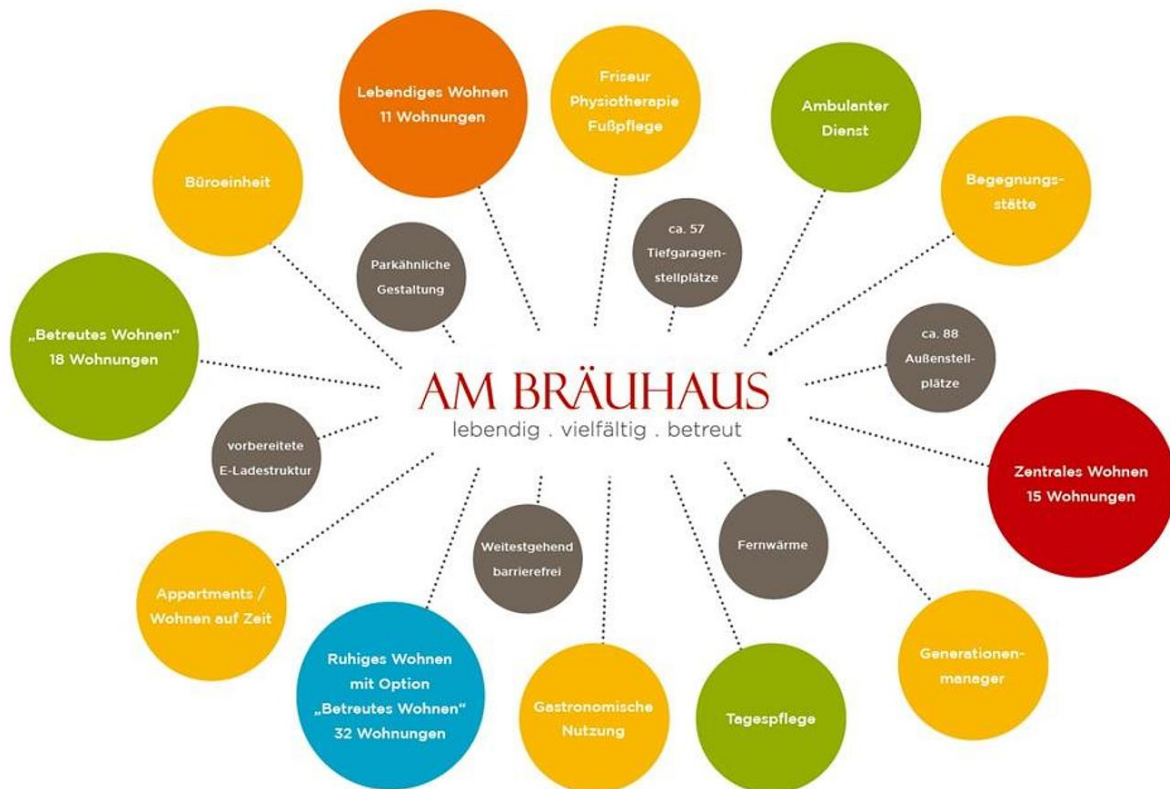 Lebendiges Wohnen
11 Wohnungen
Friseur
Physiotherapie
Fußpflege
Ambulanter
Dienst
Büroeinheit
Begegnungs-
stätte
Parkähnliche
Gestaltung
ca. 57
Tiefgaragen-
stellplätze
„Betreutes Wohnen“
18 Wohnungen
ca. 88
Außenstell-
plätze
AM BRÄUHAUS
lebendig . vielfältig . betreut
vorbereitete
E-Ladestruktur
Zentrales Wohnen
15 Wohnungen
Weitestgehend
barrierefrei
Fernwärme
Appartments /
Wohnen auf Zeit
Ruhiges Wohnen
mit Option
„Betreutes Wohnen“
32 Wohnungen
Gastronomische
Nutzung
Tagespflege
Generationen-
manager